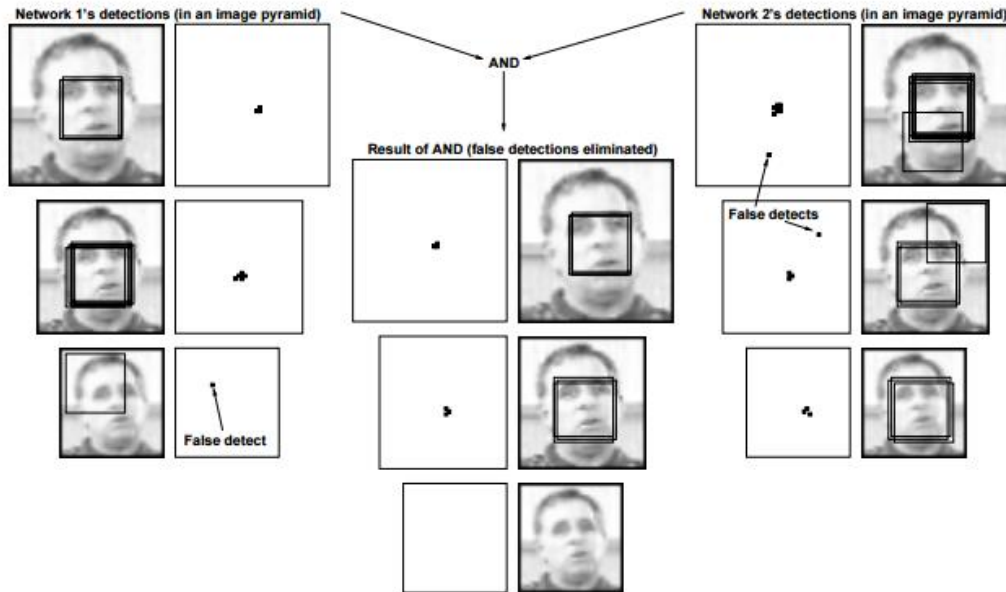 Network 1's detections (in an image pyramid)
Network 2's detections (in an image pyramid)
AND
Result of AND (false detections eliminated)
False detects
False detect